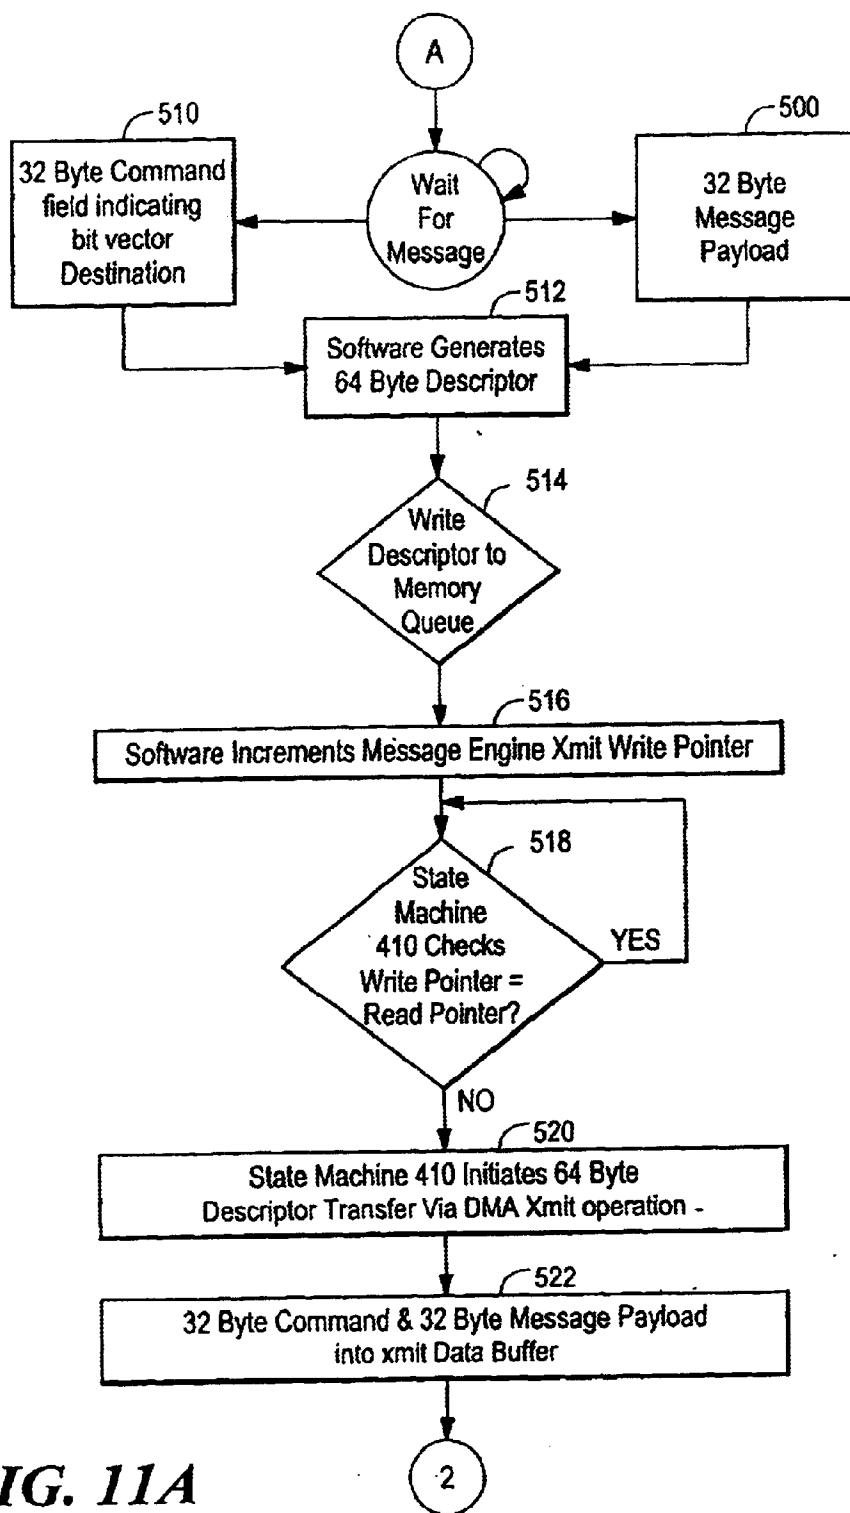 A
510
500
32 Byte Command
field indicating
bit vector
Destination
Wait
For
Message
32 Byte
Message
Payload
512
Software Generates
64 Byte Descriptor
514
Write
Descriptor to
Memory
Queue
516
Software Increments Message Engine Xmit Write Pointer
518
State
Machine
410 Checks
Write Pointer =
Read Pointer?
YES
NO
520
State Machine 410 Initiates 64 Byte
Descriptor Transfer Via DMA Xmit operation -
522
32 Byte Command & 32 Byte Message Payload
into xmit Data Buffer
2
IG. 11A